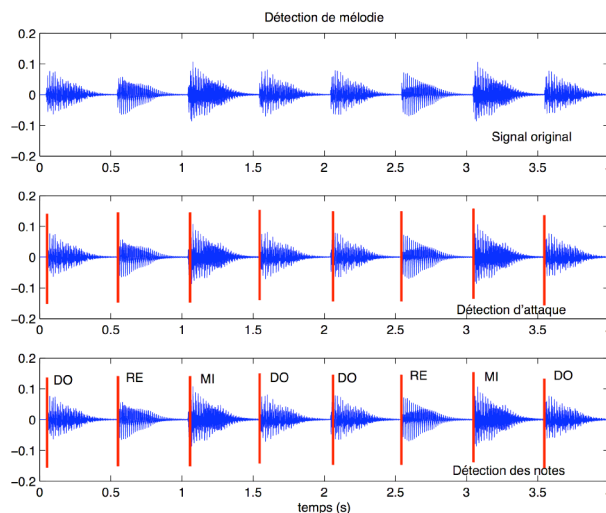 Détection de mélodie
0.2
0.1
0
−0.1
−0.2
Signal original
0 0.5 1 1.5 2 2.5 3 3.5
0.2
0.1
0
−0.1
−0.2
Détection d'attaque
0 0.5 1 1.5 2 2.5 3 3.5
0.2
0.1
0
−0.1
−0.2
DO RE MI DO DO RE MI DO
Détection des notes
0 0.5 1 1.5 2 2.5 3 3.5
temps (s)